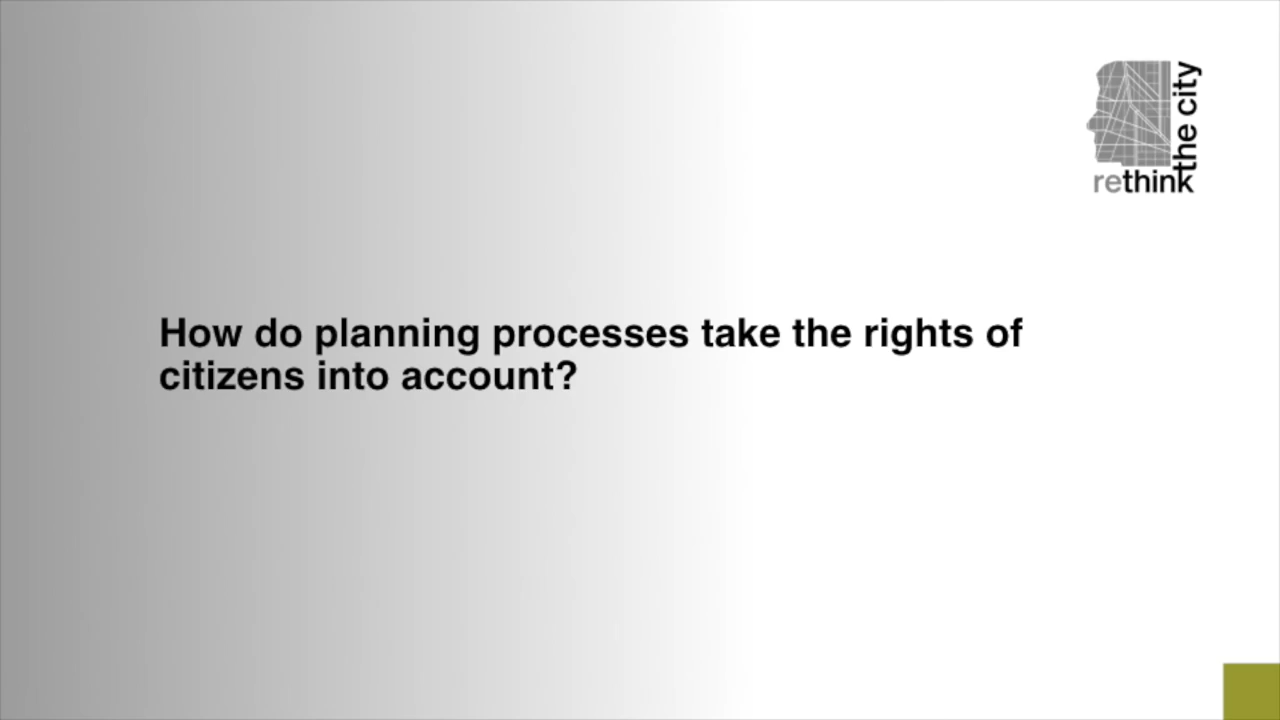 the city
rethink
How do planning processes take the rights of
citizens into account?